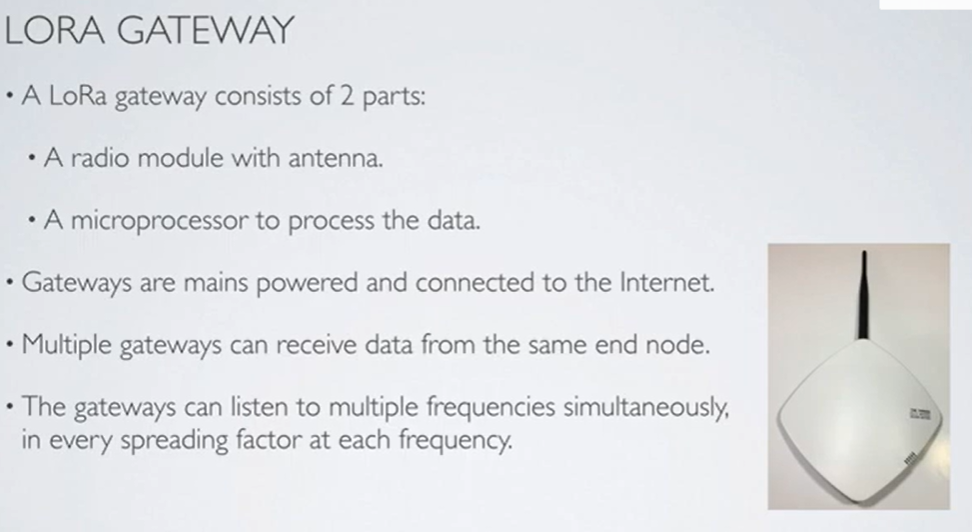 LORA GATEWAY
• A LoRa gateway consists of 2 parts:
• A radio module with antenna.
• A microprocessor to process the data.
• Gateways are mains powered and connected to the Internet.
• Multiple gateways can receive data from the same end node.
• The gateways can listen to multiple frequencies simultaneously,
in every spreading factor at each frequency.